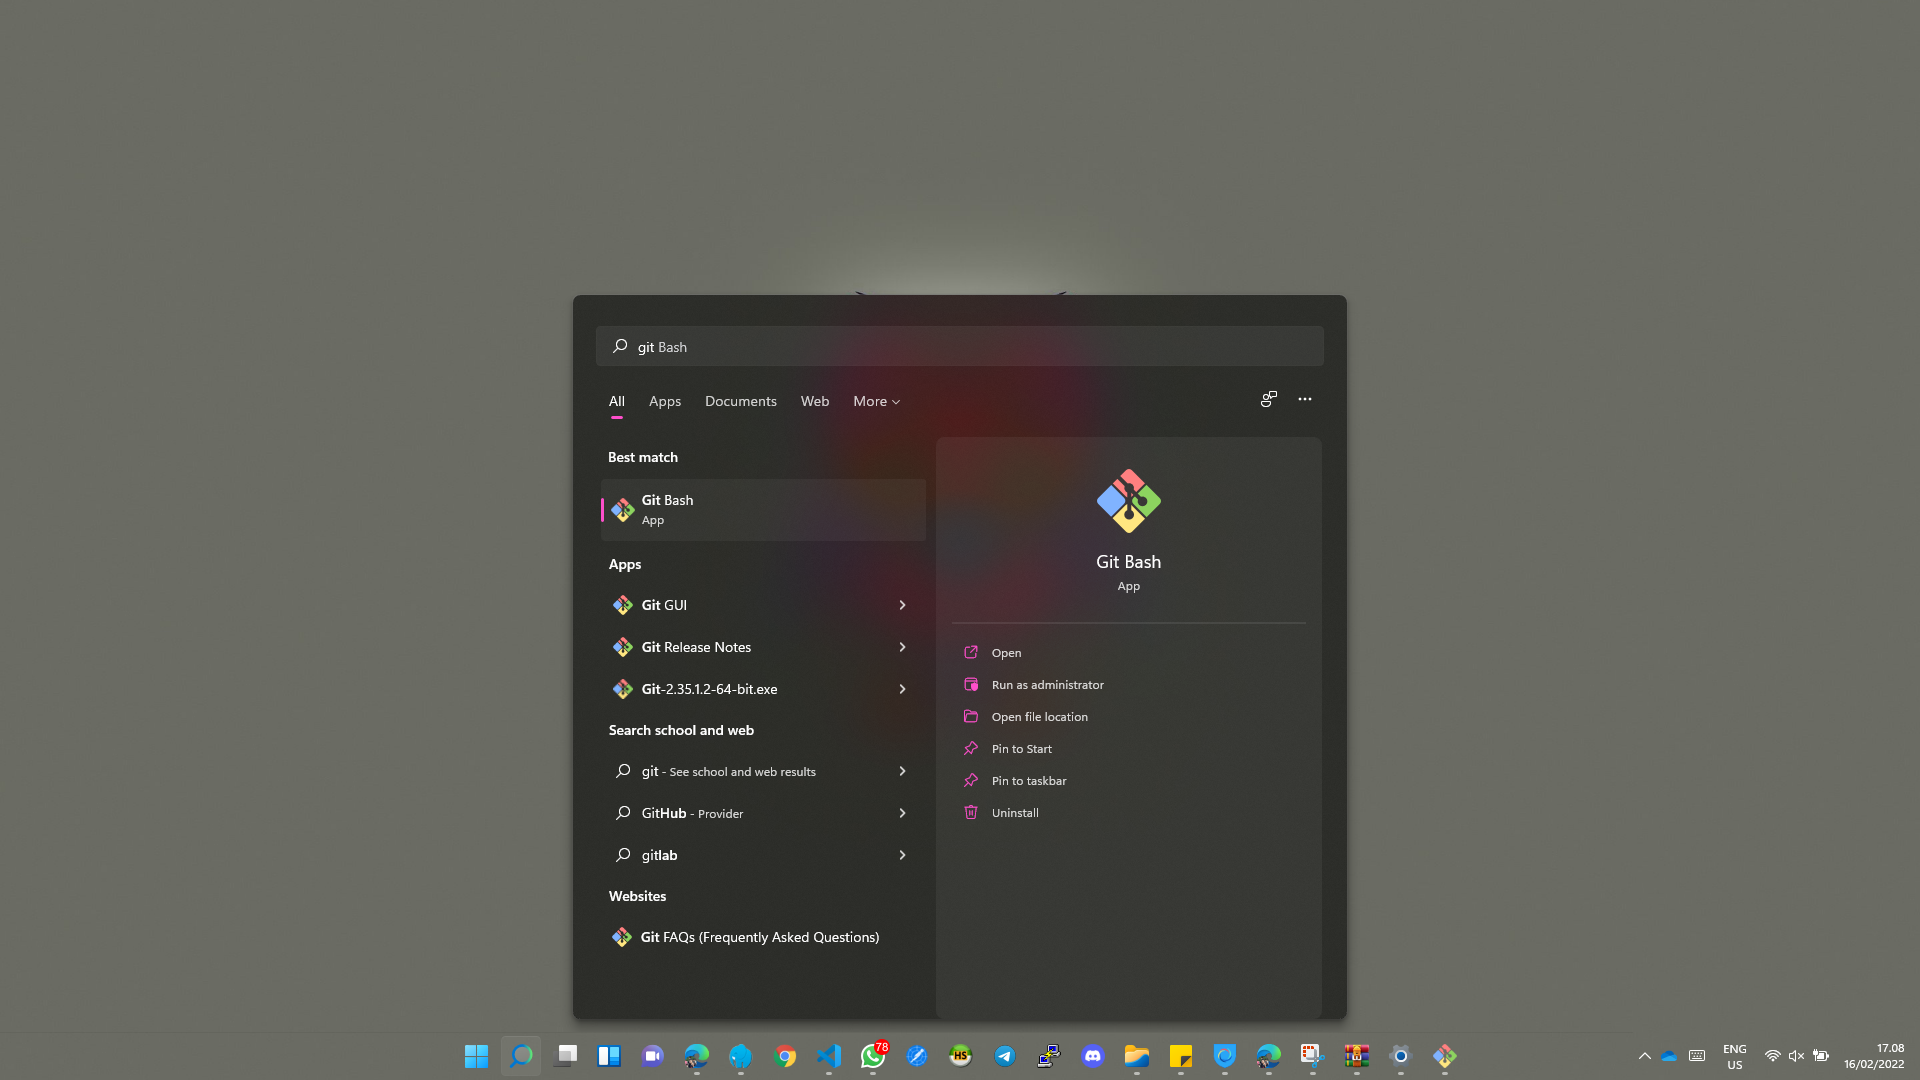 git Bash
All Apps Documents Web More
Best match
Git Bash
App
Apps
Git GUI
Git Release Notes
Git-2.35.1.2-64-bit.exe
Search school and web
git - See school and web results
GitHub - Provider
gitlab
Websites
Git FAQs (Frequently Asked Questions)
Git Bash
App
Open
Run as administrator
Open file location
Pin to Start
Pin to taskbar
Uninstall
78
HS
ENG
US
17.08
16/02/2022